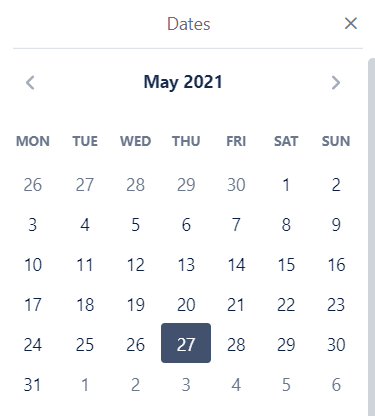 Dates
May 2021
MON TUE WED THU FRI SAT SUN
26 27 28 29 30 1 2
3 4 5 6 7 8 9
10 11 12 13 14 15 16
17 18 19 20 21 22 23
24 25 26 27 28 29 30
31 1 2 3 4 5 6